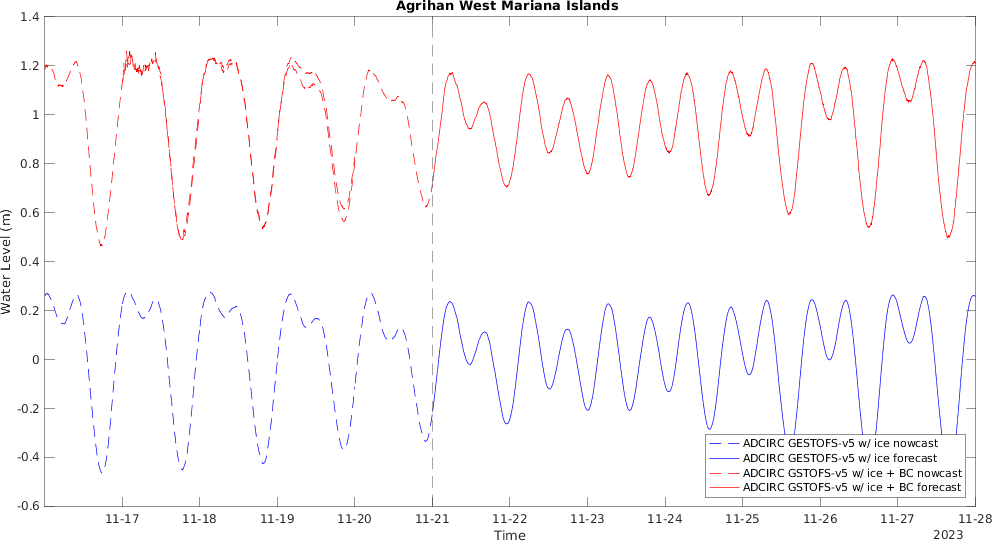 Agrihan West Mariana Islands
1.4
1.2
1
0.8
0.6
0.4
0.2
0
-0.2
-0.4
-0.6
Water Level (m)
ADCIRC GESTOFS-v5 w/ ice nowcast
ADCIRC GESTOFS-v5 w/ ice forecast
ADCIRC GSTOFS-v5 w/ ice + BC nowcast
ADCIRC GSTOFS-v5 w/ ice + BC forecast
11-17 11-18 11-19 11-20 11-21 11-22 11-23 11-24 11-25 11-26 11-27 11-28
Time
2023